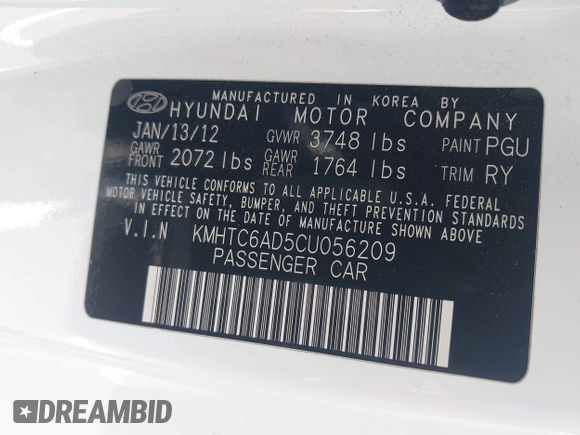 MANUFACTURED IN KOREA BY
HYUNDAI MOTOR COMPANY
JAN/13/12 GVWR 3748 lbs PAINT PGU
GAWR FRONT 2072 lbs GAWR REAR 1764 lbs TRIM RY
THIS VEHICLE CONFORMS TO ALL APPLICABLE U.S.A. FEDERAL
MOTOR VEHICLE SAFETY, BUMPER, AND THEFT PREVENTION STANDARDS
IN EFFECT ON THE DATE OF MANUFACTURE SHOWN ABOVE.
V.I.N KMHTC6AD5CU056209
PASSENGER CAR
DREAMBID